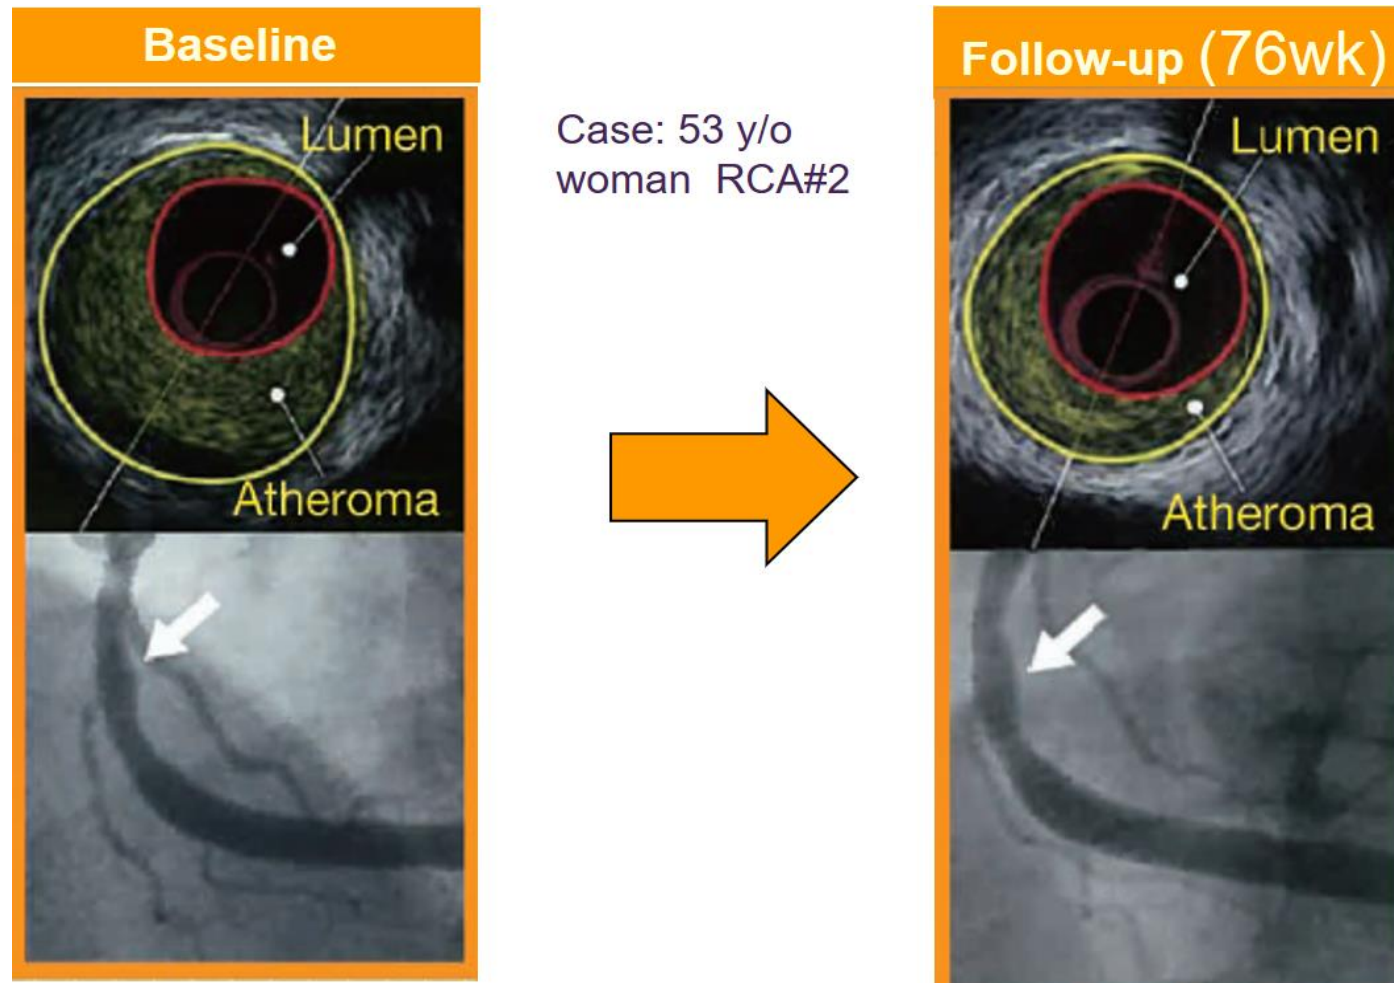 Baseline
Lumen
Atheroma
Case: 53 y/o
woman RCA#2
Follow-up (76wk)
Lumen
Atheroma